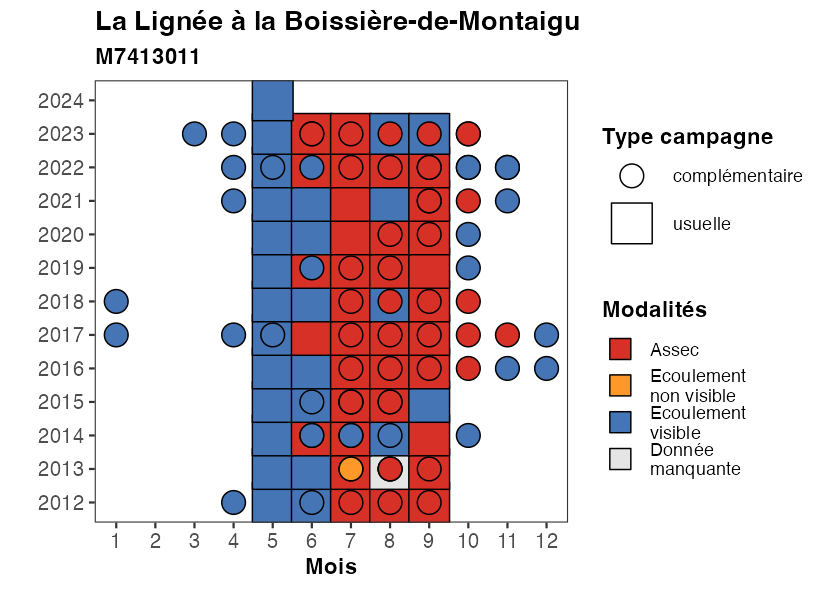 La Lignée à la Boissière-de-Montaigu
M7413011
2024
2023
2022
2021
2020
2019
2018
2017
2016
2015
2014
2013
2012
1 2 3 4 5 6 7 8 9 10 11 12
Mois
Type campagne
complémentaire
usuelle
Modalités
Assec
Ecoulement
non visible
Ecoulement
visible
Donnée
manquante